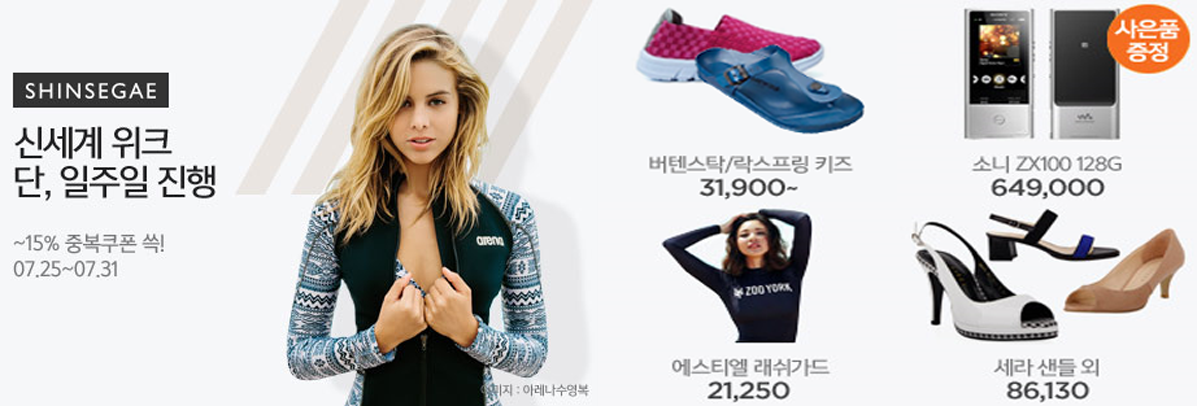 SHINSEGAE
신세계 위크
단, 일주일 진행
~15% 중복쿠폰 쓱!
07.25~07.31
arena
이미지 : 아레나수영복
사은품
증정
버텐스탁/락스프링 키즈
31,900~
소니 ZX100 128G
649,000
ZOO YORK
에스티엘 래쉬가드
21,250
세라 샌들 외
86,130